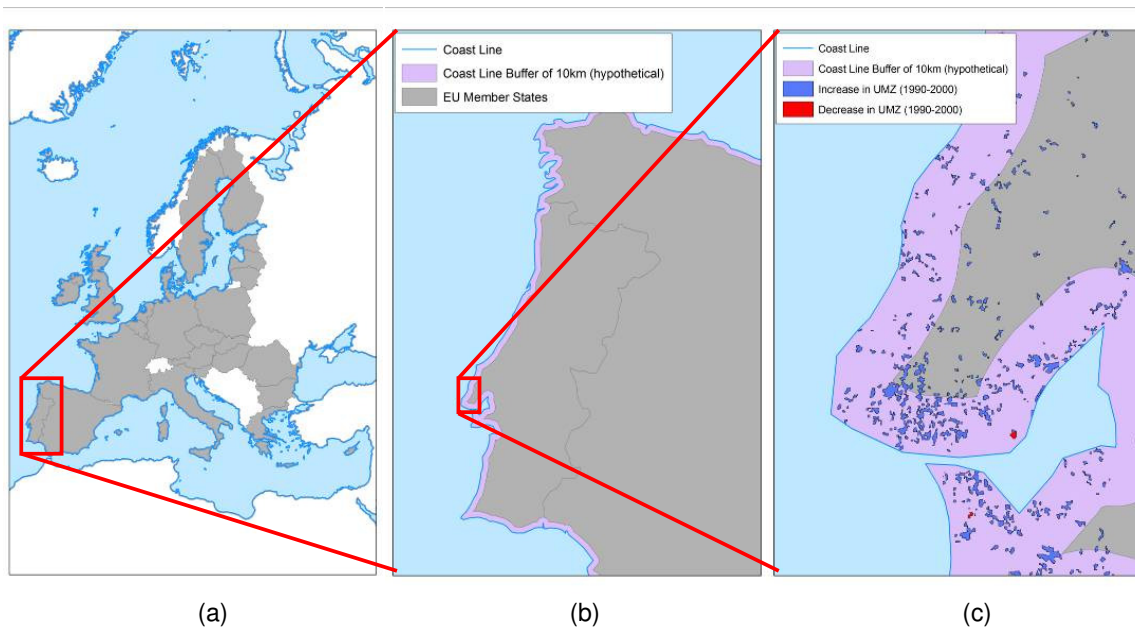 Coast Line
Coast Line Buffer of 10km (hypothetical)
EU Member States
Coast Line
Coast Line Buffer of 10km (hypothetical)
Increase in UMZ (1990-2000)
Decrease in UMZ (1990-2000)
(a)
(b)
(c)